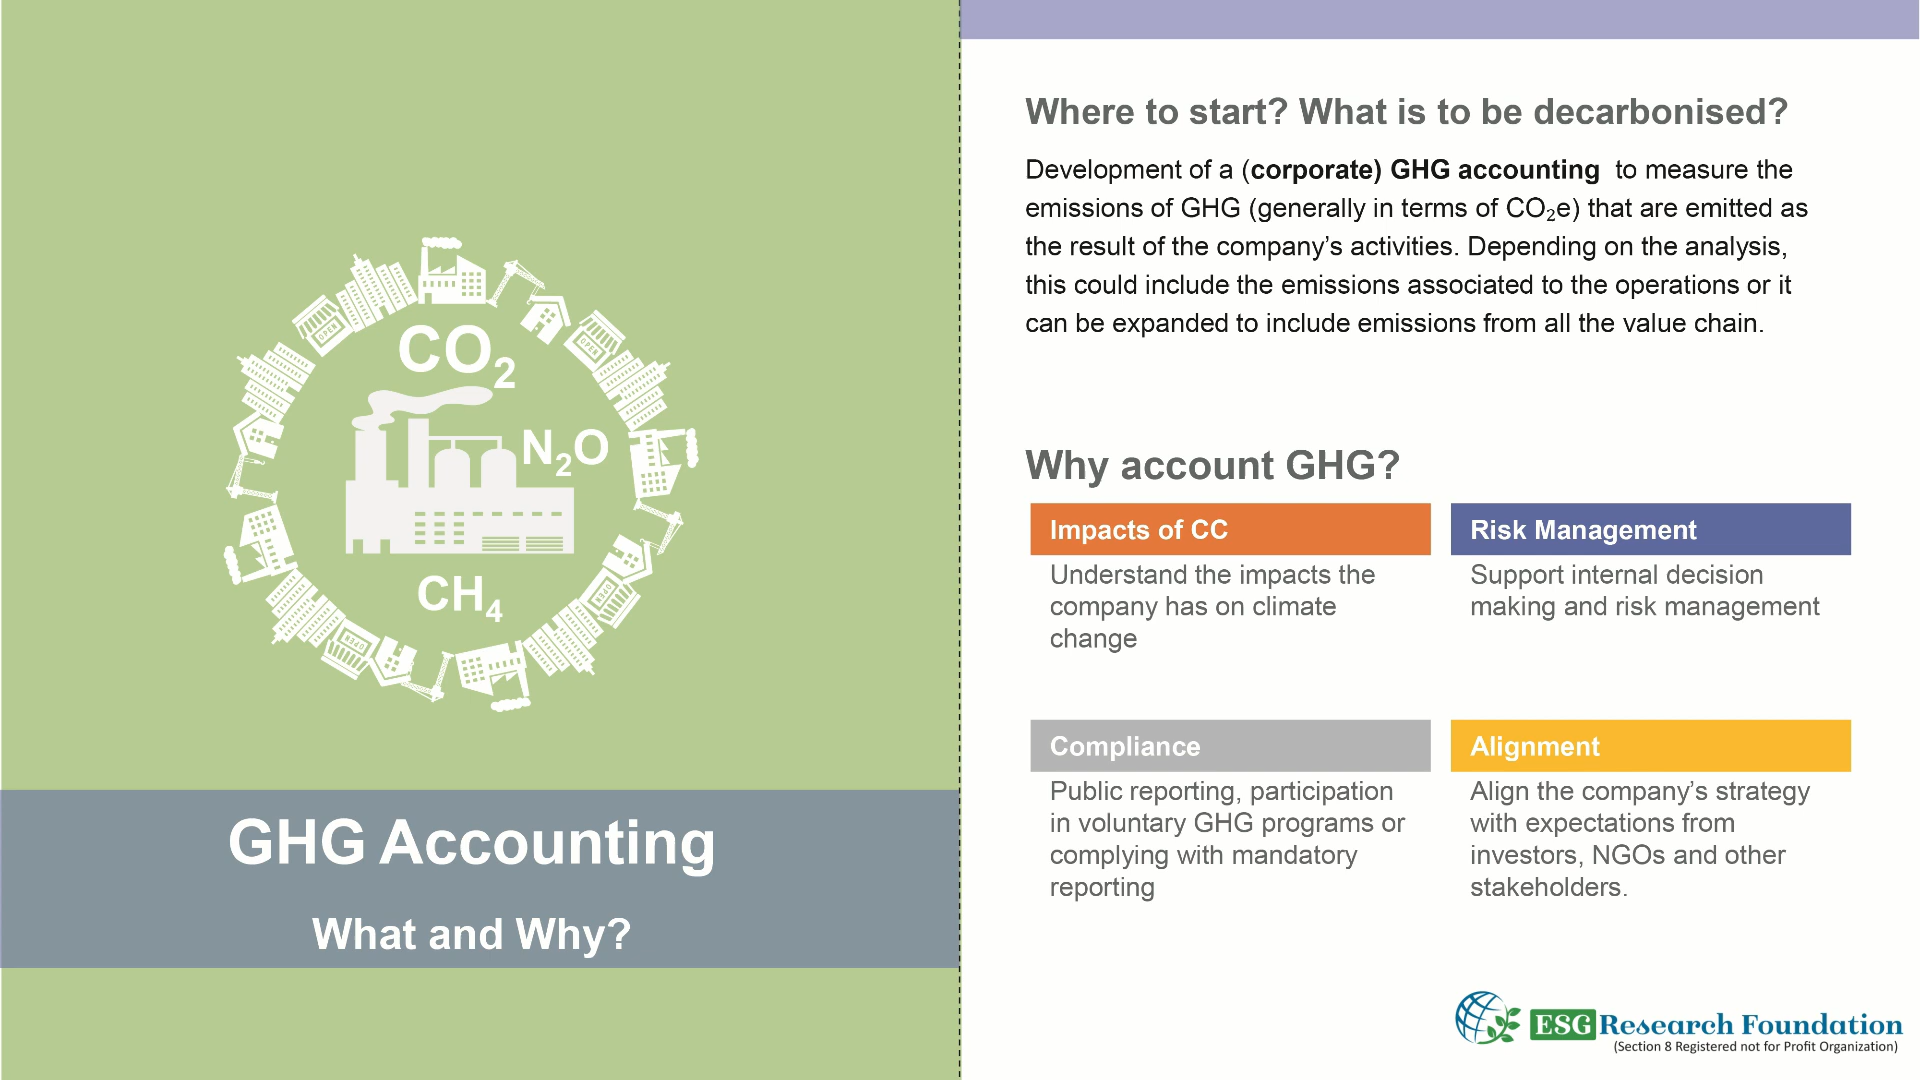 CO₂
N₂O
CH₄
OPEN
OPEN
OPEN
OPEN
GHG Accounting
What and Why?
Where to start? What is to be decarbonised?
Development of a (corporate) GHG accounting to measure the
emissions of GHG (generally in terms of CO₂e) that are emitted as
the result of the company’s activities. Depending on the analysis,
this could include the emissions associated to the operations or it
can be expanded to include emissions from all the value chain.
Why account GHG?
Impacts of CC
Understand the impacts the
company has on climate
change
Risk Management
Support internal decision
making and risk management
Compliance
Public reporting, participation
in voluntary GHG programs or
complying with mandatory
reporting
Alignment
Align the company’s strategy
with expectations from
investors, NGOs and other
stakeholders.
ESG Research Foundation
(Section 8 Registered not for Profit Organization)